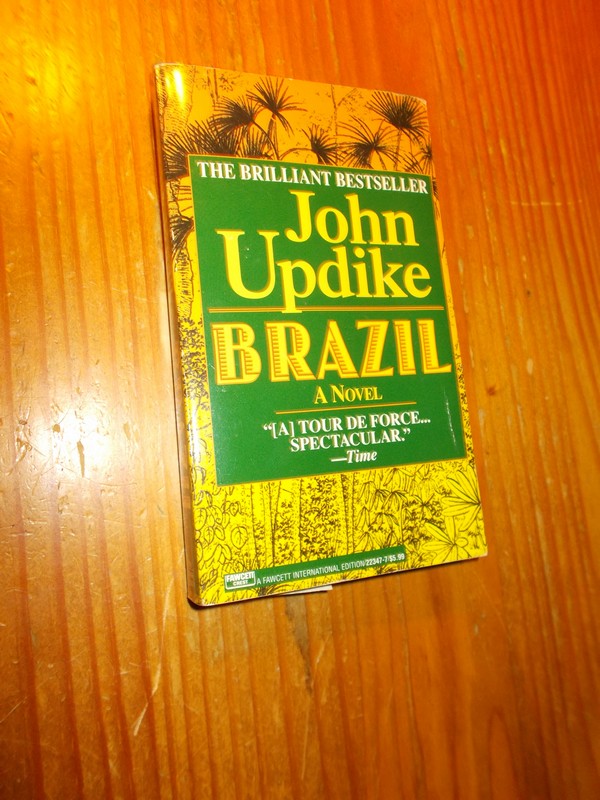 THE BRILLIANT BESTSELLER
John
Updike
BRAZIL
A NOVEL
“[A] TOUR DE FORCE...
SPECTACULAR.”
—Time
FAWCETT
CREST
A FAWCETT INTERNATIONAL EDITION/22347-7/$5.99